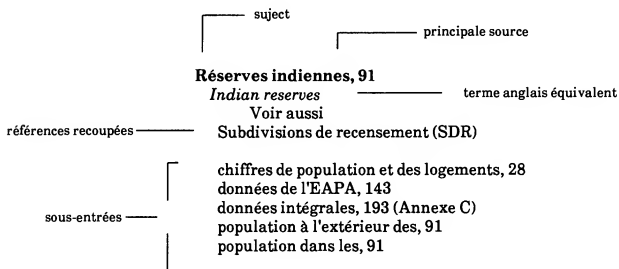 suject
principale source
Réserves indiennes, 91
Indian reserves
terme anglais équivalent
Voir aussi
références recoupées
Subdivisions de recensement (SDR)
chiffres de population et des logements, 28
données de l'EAPA, 143
données intégrales, 193 (Annexe C)
sous-entrées
population à l'extérieur des, 91
population dans les, 91